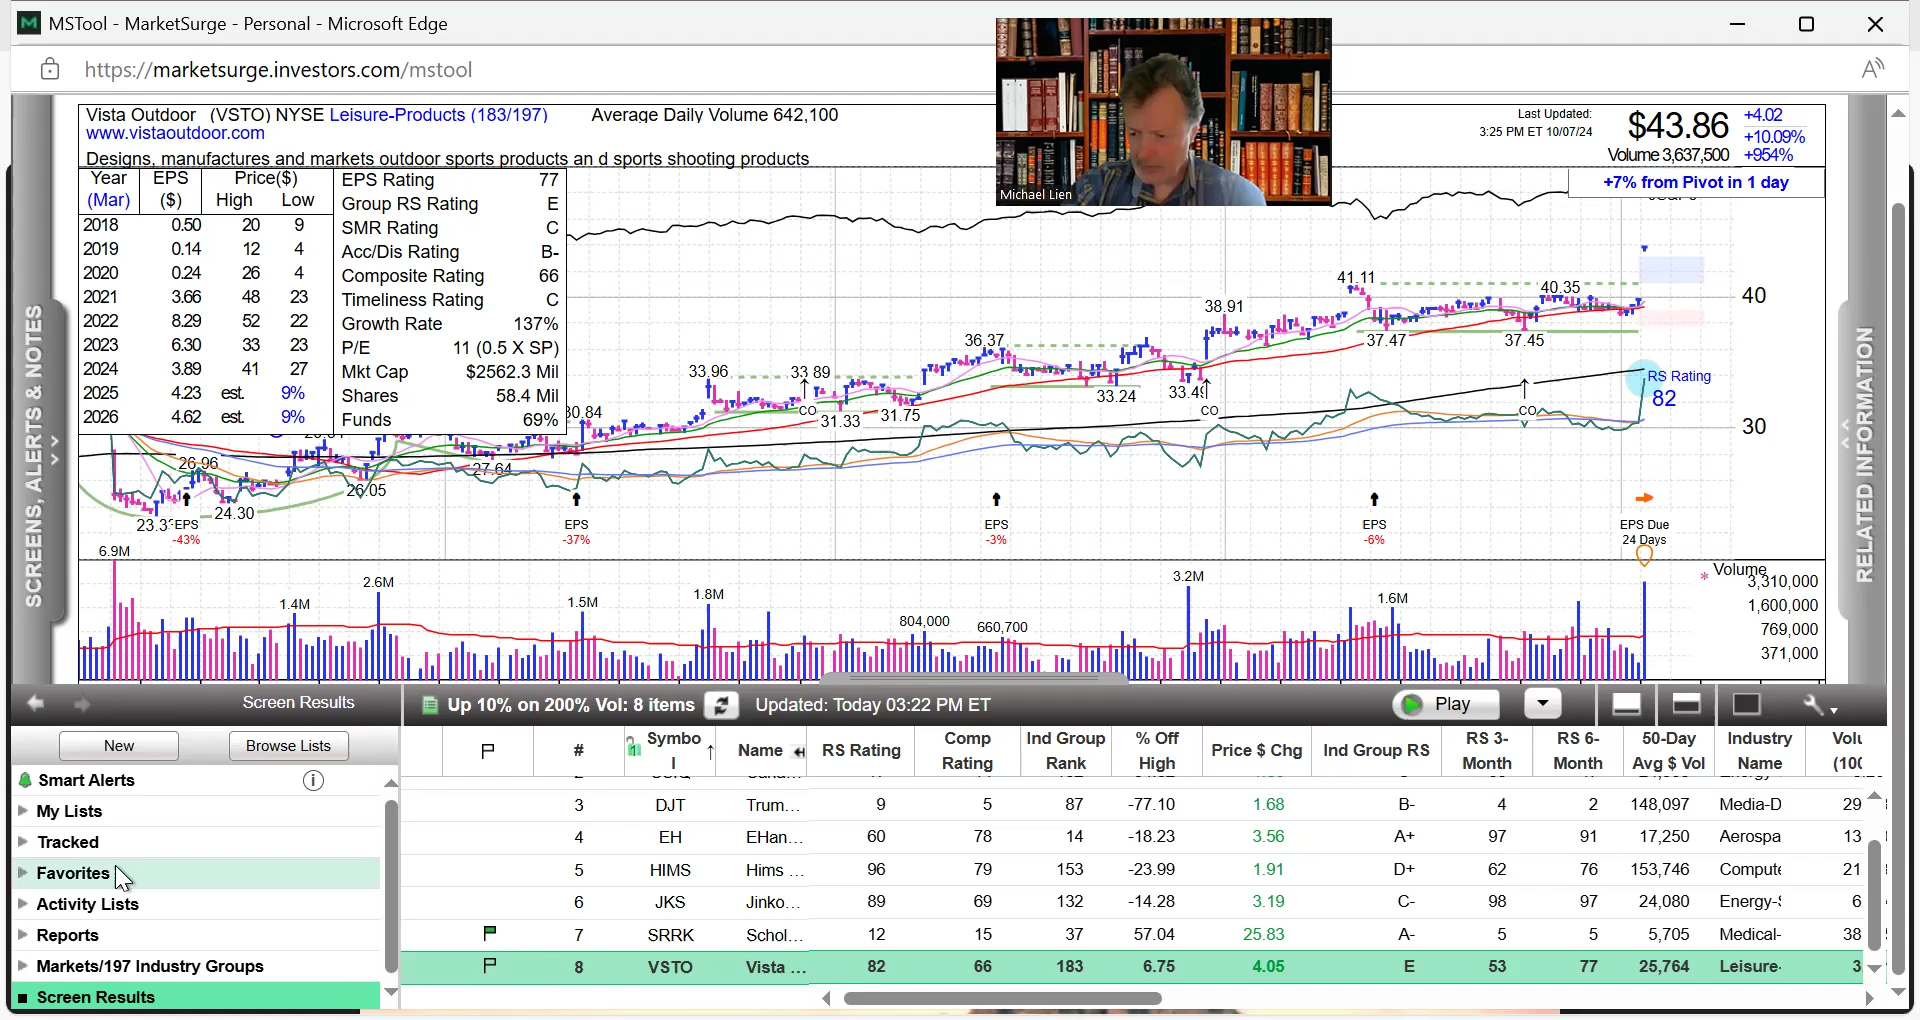 MSTool - MarketSurge - Personal - Microsoft Edge
https://marketsurge.investors.com/mstool
Vista Outdoor (VSTO) NYSE Leisure-Products (183/197) Average Daily Volume 642,100
www.vistaoutdoor.com
Designs, manufactures and markets outdoor sports products an d sports shooting products
Michael Lien
Last Updated:
3:25 PM ET 10/07/24
$43.86
+4.02
+10.09%
Volume 3,637,500 +954%
+7% from Pivot in 1 day
Year EPS Price($)
(Mar) ($) High Low
2018 0.50 20 9
2019 0.14 12 4
2020 0.24 26 4
2021 3.66 48 23
2022 8.29 52 22
2023 6.30 33 23
2024 3.89 41 27
2025 4.23 est. 9%
2026 4.62 est. 9%
EPS Rating 77
Group RS Rating E
SMR Rating C
Acc/Dis Rating B-
Composite Rating 66
Timeliness Rating C
Growth Rate 137%
P/E 11 (0.5 X SP)
Mkt Cap $2562.3 Mil
Shares 58.4 Mil
Funds 69%
41.11
40.35
40
38.91
37.47
37.45
36.37
33.96
33.89
33.24
31.75
31.33
CO
CO
CO
RS Rating
82
30
27.64
26.96
26.05
24.30
EPS
-43%
EPS
-37%
EPS
-3%
EPS
-6%
EPS Due
24 Days
6.9M
2.6M
1.4M
1.5M
1.8M
804,000
660,700
3.2M
1.6M
Volume
3,310,000
1,600,000
769,000
371,000
SCREENS, ALERTS & NOTES
RELATED INFORMATION
Screen Results
Up 10% on 200% Vol: 8 items
Updated: Today 03:22 PM ET
Play
New
Browse Lists
Smart Alerts
My Lists
Tracked
Favorites
Activity Lists
Reports
Markets/197 Industry Groups
Screen Results
# Symbo l Name RS Rating Comp Rating Ind Group Rank % Off High Price $ Chg Ind Group RS RS 3-Month RS 6-Month 50-Day Avg $ Vol Industry Name Volu (100
3 DJT Trum... 9 5 87 -77.10 1.68 B- 4 2 148,097 Media-D 29
4 EH EHan... 60 78 14 -18.23 3.56 A+ 97 91 17,250 Aerospa 13
5 HIMS Hims ... 96 79 153 -23.99 1.91 D+ 62 76 153,746 Compute 21
6 JKS Jinko... 89 69 132 -14.28 3.19 C- 98 97 24,080 Energy-S 6
7 SRRK Schol... 12 15 37 57.04 25.83 A- 5 5 5,705 Medical- 38
8 VSTO Vista ... 82 66 183 6.75 4.05 E 53 77 25,764 Leisure- 3